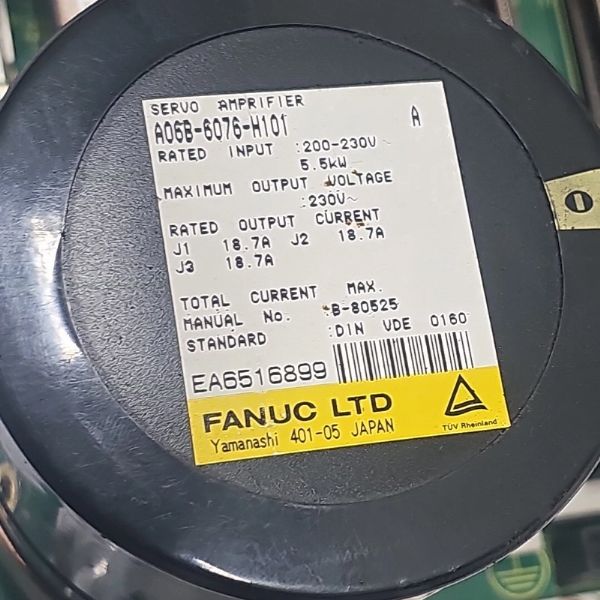 SERVO AMPRIFIER
A06B-6076-H101 A
RATED INPUT :200-230V~
5.5kW
MAXIMUM OUTPUT VOLTAGE
:230V~
RATED OUTPUT CURRENT
J1 18.7A J2 18.7A
J3 18.7A
TOTAL CURRENT MAX.
MANUAL No. :B-80525
STANDARD :DIN VDE 0160
EA6516899
FANUC LTD
Yamanashi 401-05 JAPAN
TÜV Rheinland